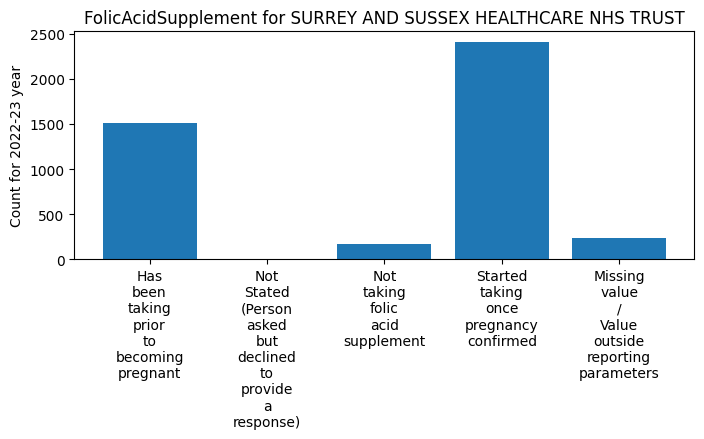 FolicAcidSupplement for SURREY AND SUSSEX HEALTHCARE NHS TRUST
Count for 2022-23 year
2500
2000
1500
1000
500
0
Has
been
taking
prior
to
becoming
pregnant
Not
Stated
(Person
asked
but
declined
to
provide
a
response)
Not
taking
folic
acid
supplement
Started
taking
once
pregnancy
confirmed
Missing
value
/
Value
outside
reporting
parameters